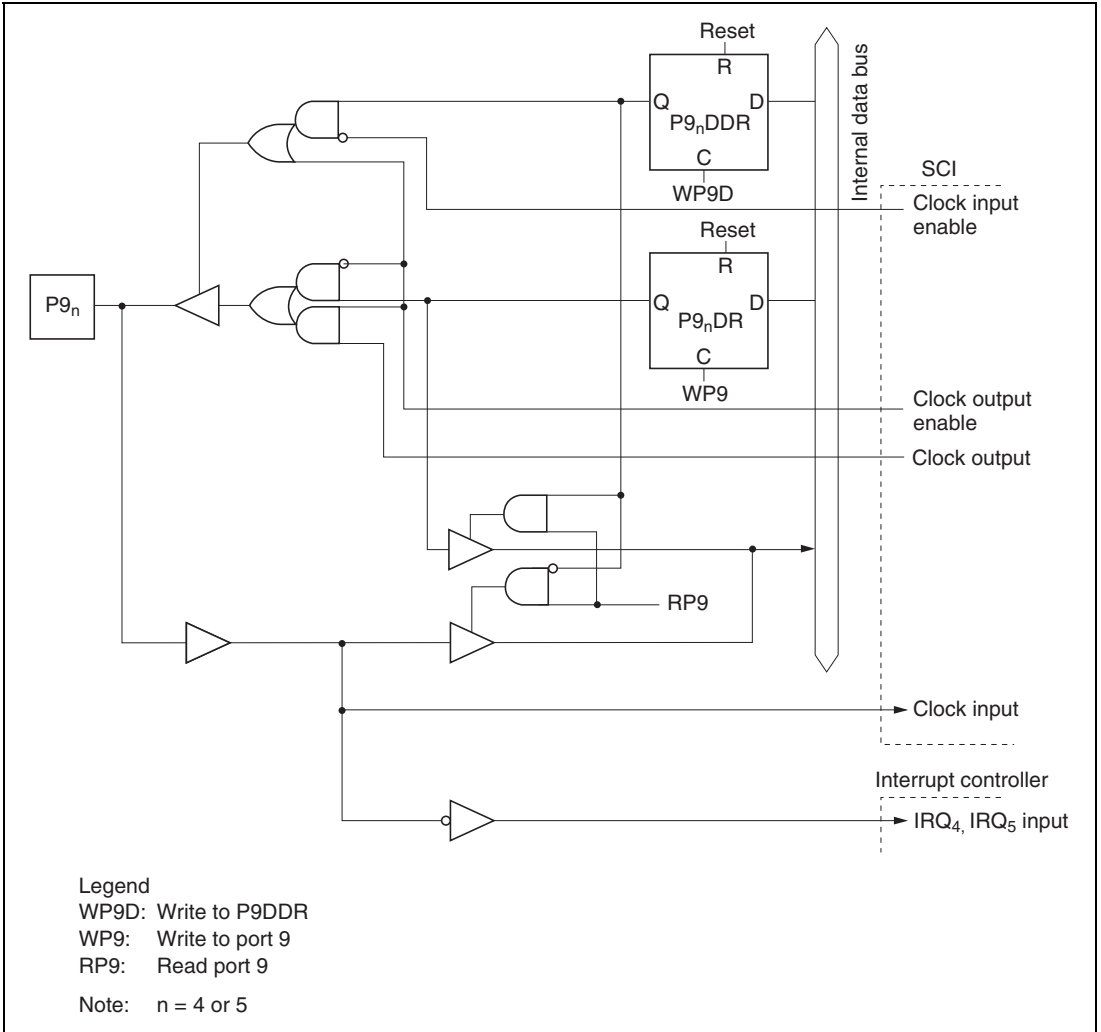 Reset
R
Q D
P9nDDR
C
WP9D
Internal data bus
SCI
Clock input
enable
Reset
R
Q D
P9nDR
C
WP9
P9n
Clock output
enable
Clock output
RP9
Clock input
Interrupt controller
IRQ4, IRQ5 input
Legend
WP9D: Write to P9DDR
WP9: Write to port 9
RP9: Read port 9
Note: n = 4 or 5